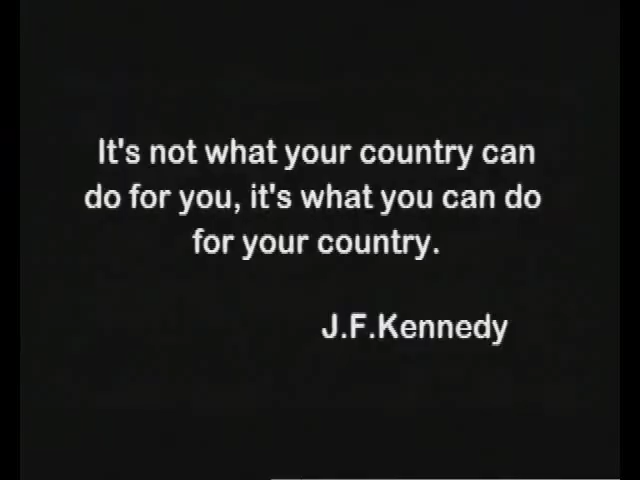 It's not what your country can
do for you, it's what you can do
for your country.
J.F.Kennedy